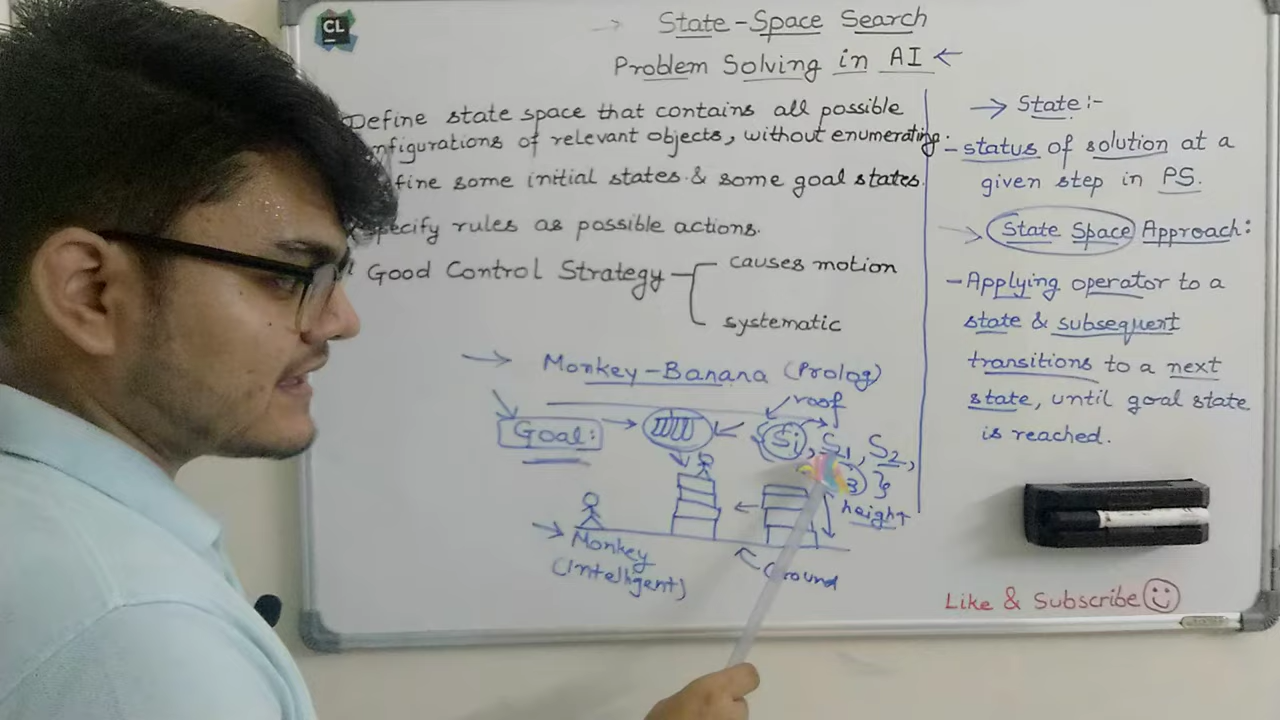 CL
State-Space Search
Problem Solving in AI
Define state space that contains all possible
nfigurations of relevant objects, without enumerating.
fine some initial states & some goal states.
specify rules as possible actions.
Good Control Strategy
causes motion
systematic
Monkey-Banana (Prolog)
roof
Goal:
Si, S1, S2,
3 }
height
Monkey
(Intelligent)
Ground
State:-
- status of solution at a
given step in PS.
State Space Approach:
- Applying operator to a
state & subsequent
transitions to a next
state, until goal state
is reached.
Like & Subscribe